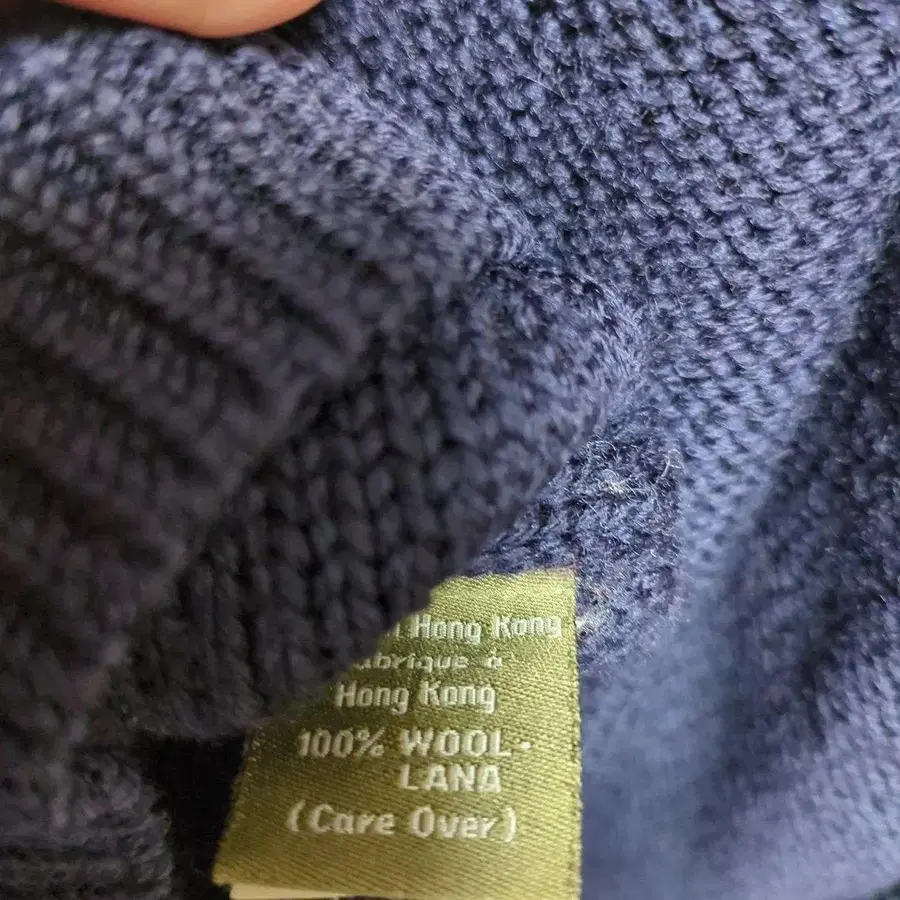 Hong Kong
abrique à
Hong Kong
100% WOOL-
LANA
(Care Over)